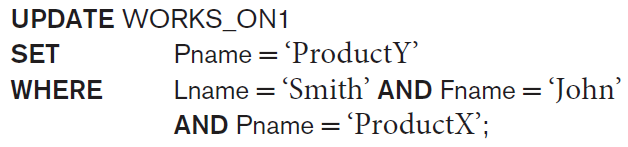 UPDATE WORKS_ON1
SET Pname = ‘ProductY’
WHERE Lname = ‘Smith’ AND Fname = ‘John’
AND Pname = ‘ProductX’;